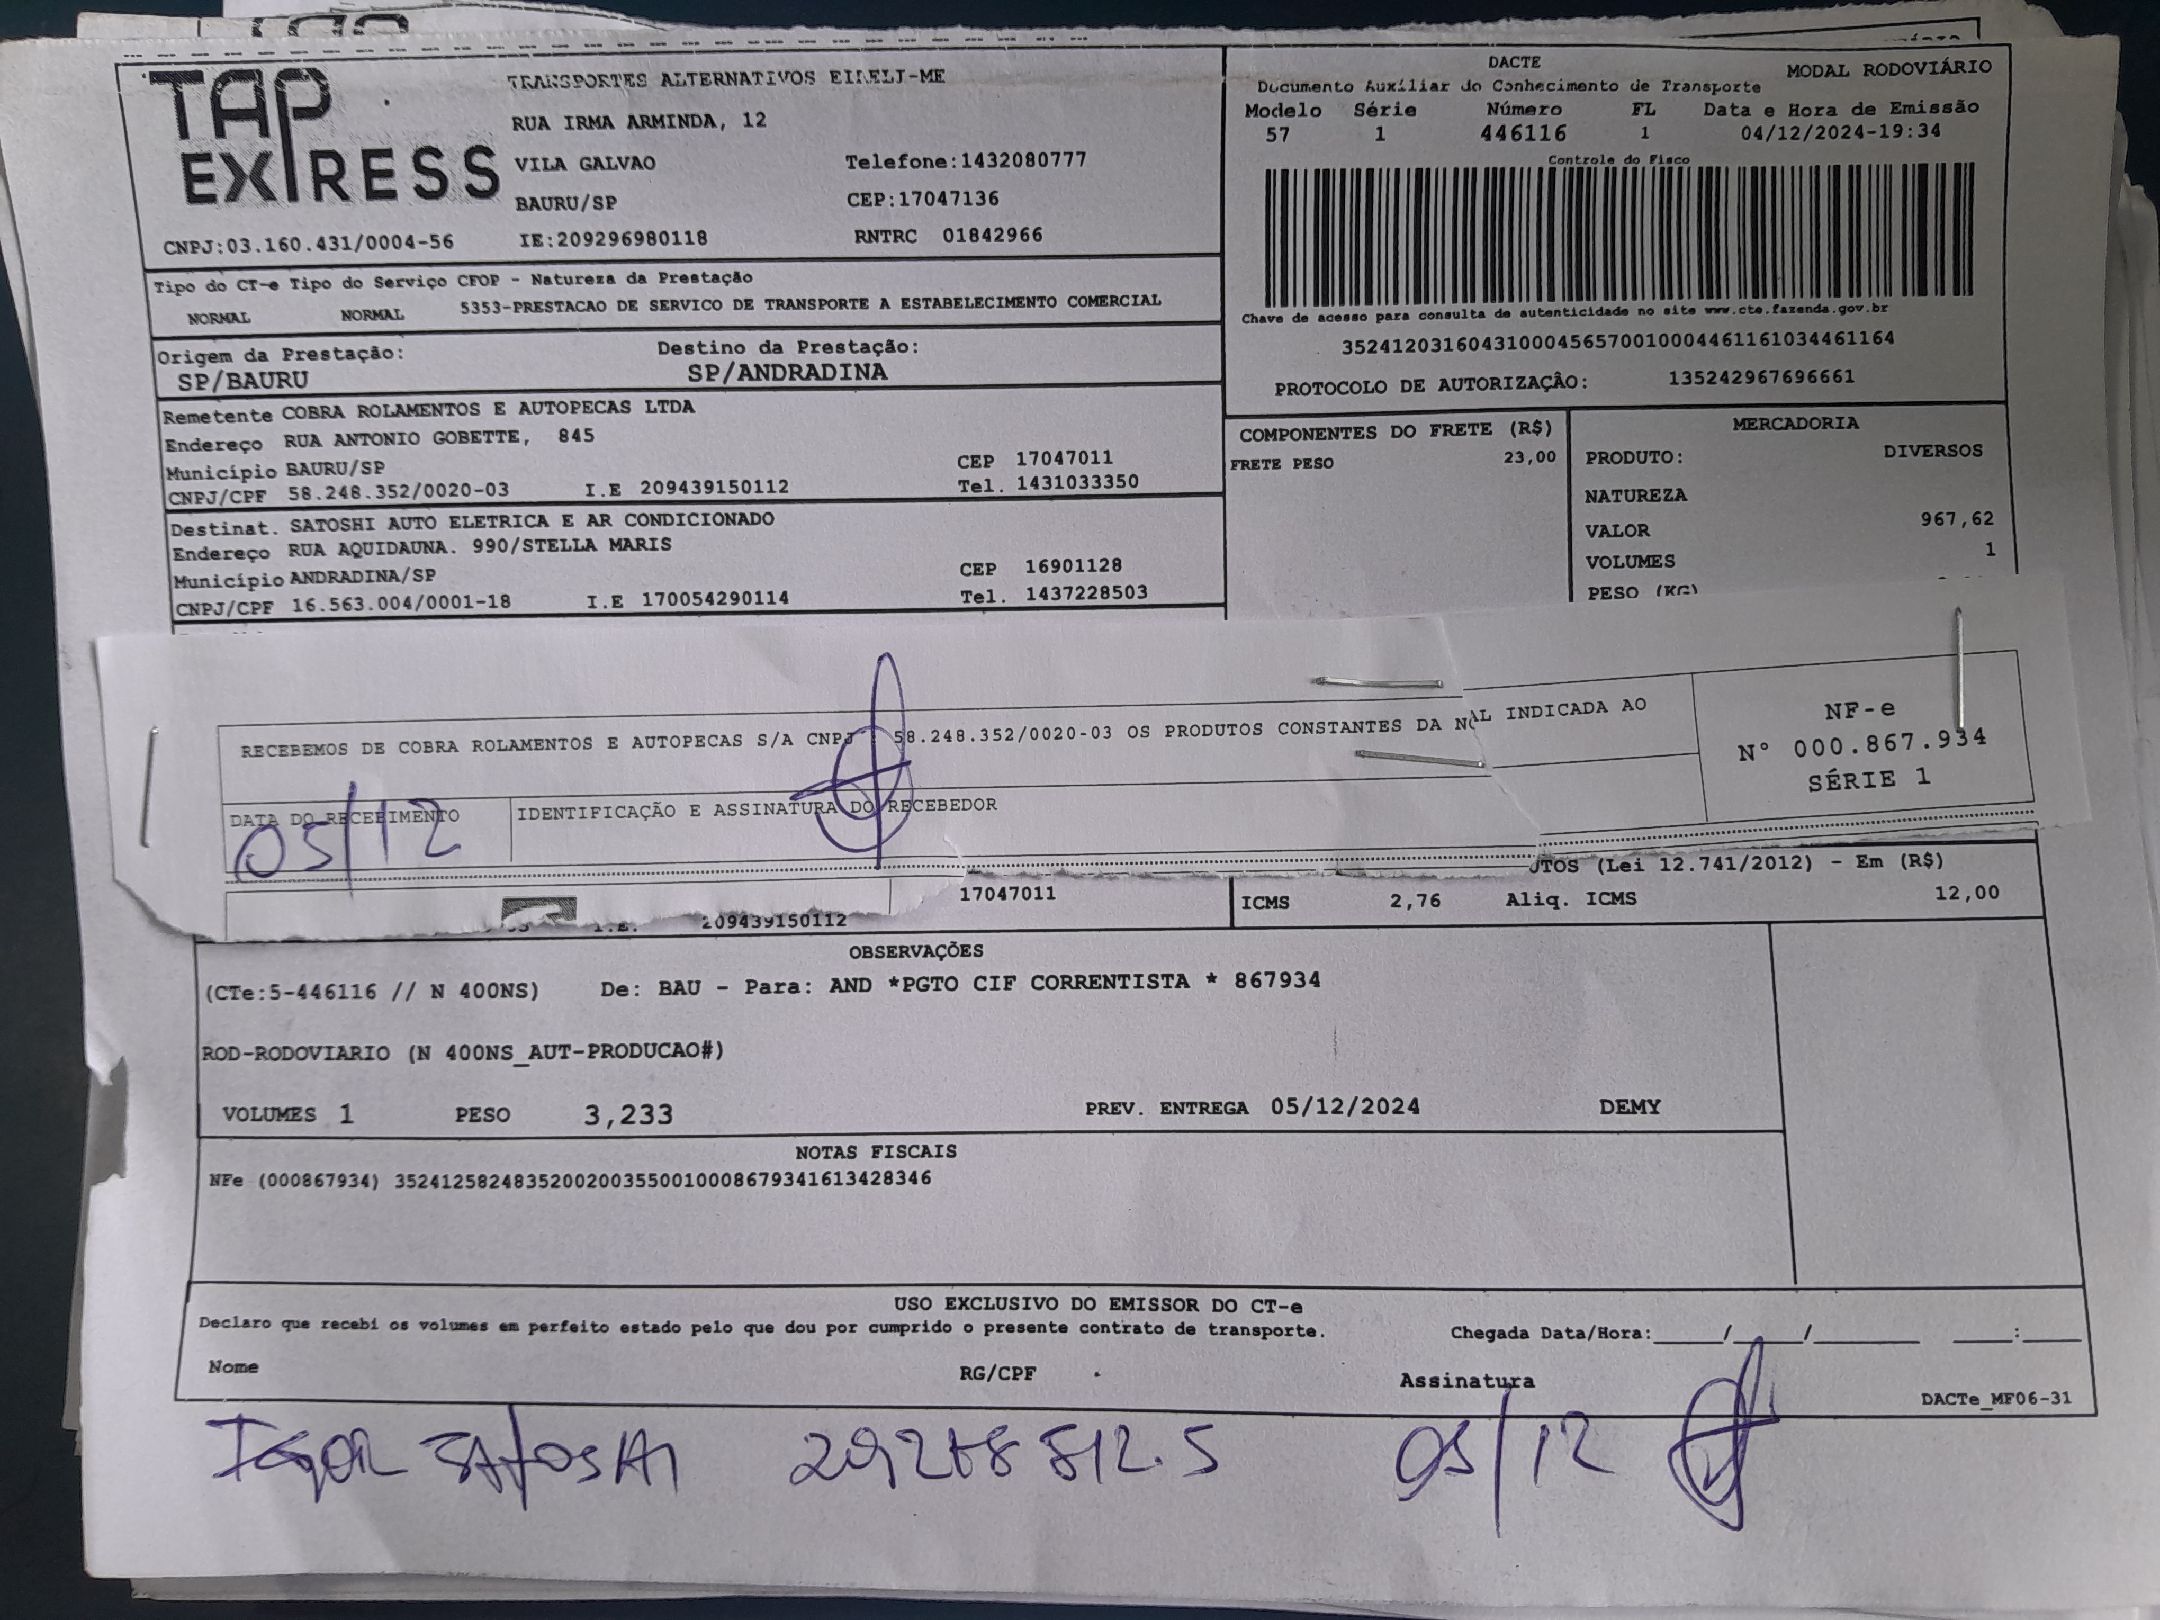 TAP EXPRESS
TRANSPORTES ALTERNATIVOS EIRELI-ME
RUA IRMA ARMINDA, 12
VILA GALVAO Telefone:1432080777
BAURU/SP CEP:17047136
CNPJ:03.160.431/0004-56 IE:209296980118 RNTRC 01842966
DACTE MODAL RODOVIÁRIO
Documento Auxíliar do Conhecimento de Transporte
Modelo Série Número FL Data e Hora de Emissão
57 1 446116 1 04/12/2024-19:34
Controle do Fisco
Chave de acesso para consulta de autenticidade no site www.cte.fazenda.gov.br
35241203160431000456570010004461161034461164
PROTOCOLO DE AUTORIZAÇÃO: 135242967696661
Tipo do CT-e Tipo do Serviço CFOP - Natureza da Prestação
NORMAL NORMAL 5353-PRESTACAO DE SERVICO DE TRANSPORTE A ESTABELECIMENTO COMERCIAL
Origem da Prestação: Destino da Prestação:
SP/BAURU SP/ANDRADINA
Remetente COBRA ROLAMENTOS E AUTOPECAS LTDA
Endereço RUA ANTONIO GOBETTE, 845
Município BAURU/SP CEP 17047011
CNPJ/CPF 58.248.352/0020-03 I.E 209439150112 Tel. 1431033350
Destinat. SATOSHI AUTO ELETRICA E AR CONDICIONADO
Endereço RUA AQUIDAUNA. 990/STELLA MARIS
Município ANDRADINA/SP CEP 16901128
CNPJ/CPF 16.563.004/0001-18 I.E 170054290114 Tel. 1437228503
COMPONENTES DO FRETE (R$)
FRETE PESO 23,00
MERCADORIA
PRODUTO: DIVERSOS
NATUREZA
VALOR 967,62
VOLUMES 1
PESO (KG)
RECEBEMOS DE COBRA ROLAMENTOS E AUTOPECAS S/A CNPJ 58.248.352/0020-03 OS PRODUTOS CONSTANTES DA INDICADA AO
NF-e
N° 000.867.934
SÉRIE 1
DATA DO RECEBIMENTO IDENTIFICAÇÃO E ASSINATURA DO RECEBEDOR
05/12
(Lei 12.741/2012) - Em (R$)
17047011
ICMS 2,76 Aliq. ICMS 12,00
209439150112
OBSERVAÇÕES
(CTe:5-446116 // N 400NS) De: BAU - Para: AND *PGTO CIF CORRENTISTA * 867934
ROD-RODOVIARIO (N 400NS_AUT-PRODUCAO#)
VOLUMES 1 PESO 3,233 PREV. ENTREGA 05/12/2024 DEMY
NOTAS FISCAIS
NFe (000867934) 35241258248352002003550010008679341613428346
USO EXCLUSIVO DO EMISSOR DO CT-e
Declaro que recebi os volumes em perfeito estado pelo que dou por cumprido o presente contrato de transporte. Chegada Data/Hora:_____/_____/________ ____:____
Nome RG/CPF Assinatura
DACTe_MF06-31
IGOR SATOSHI 29278812.5 05/12